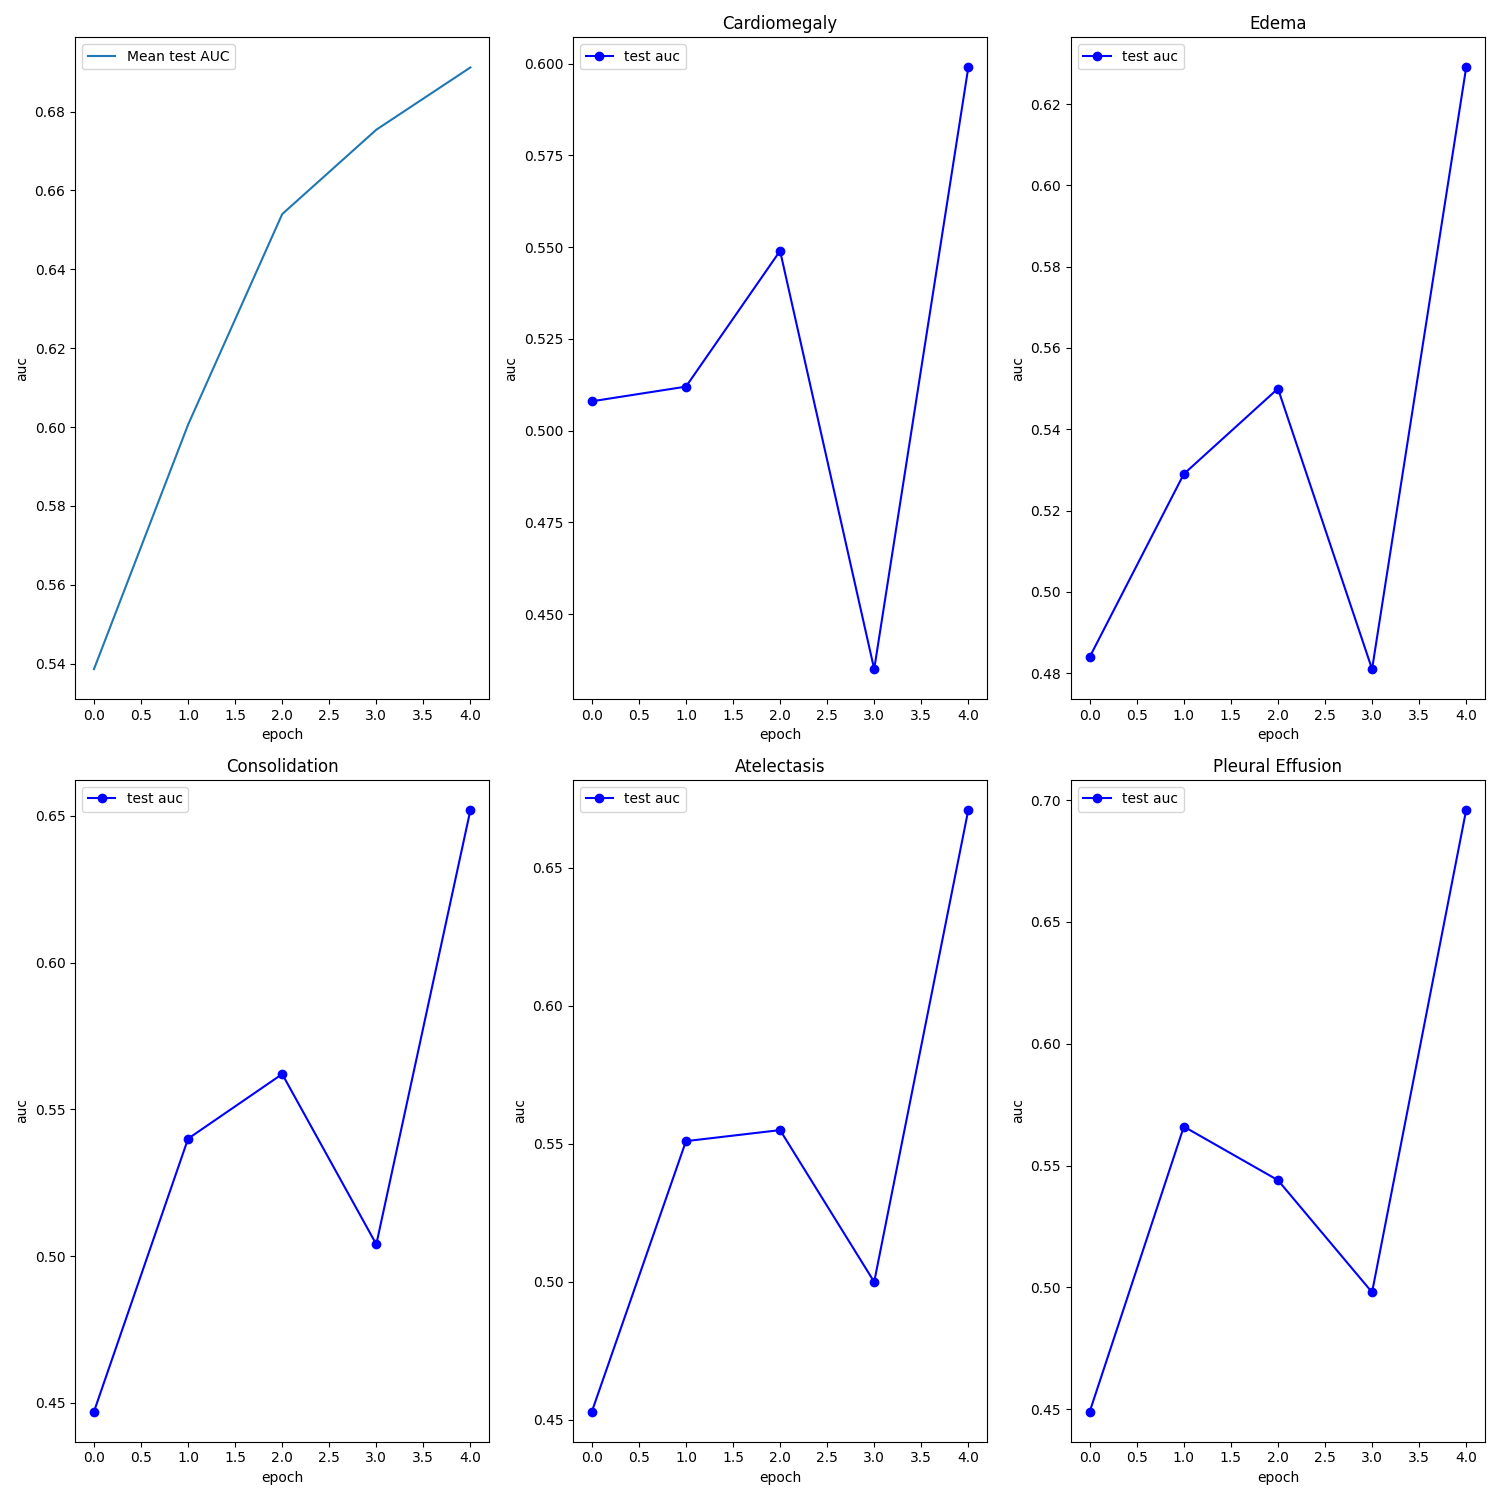 Mean test AUC
auc
0.68
0.66
0.64
0.62
0.60
0.58
0.56
0.54
0.0 0.5 1.0 1.5 2.0 2.5 3.0 3.5 4.0
epoch
Cardiomegaly
test auc
auc
0.600
0.575
0.550
0.525
0.500
0.475
0.450
0.0 0.5 1.0 1.5 2.0 2.5 3.0 3.5 4.0
epoch
Edema
test auc
auc
0.62
0.60
0.58
0.56
0.54
0.52
0.50
0.48
0.0 0.5 1.0 1.5 2.0 2.5 3.0 3.5 4.0
epoch
Consolidation
test auc
auc
0.65
0.60
0.55
0.50
0.45
0.0 0.5 1.0 1.5 2.0 2.5 3.0 3.5 4.0
epoch
Atelectasis
test auc
auc
0.65
0.60
0.55
0.50
0.45
0.0 0.5 1.0 1.5 2.0 2.5 3.0 3.5 4.0
epoch
Pleural Effusion
test auc
auc
0.70
0.65
0.60
0.55
0.50
0.45
0.0 0.5 1.0 1.5 2.0 2.5 3.0 3.5 4.0
epoch